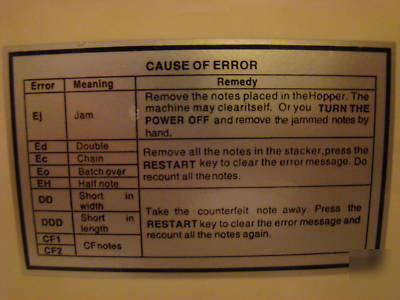 CAUSE OF ERROR
Error Meaning Remedy
Ej Jam
Remove the notes placed in theHopper. The
machine may clearitself. Or you TURN THE
POWER OFF and remove the jammed notes by
hand.
Ed Double
Ec Chain
Eo Batch over
EH Half note
Remove all the notes in the stacker,press the
RESTART key to clear the error message. Do
recount all thenotes.
DD Short in
width
DDD Short in
length
CF1
CF2
CFnotes
Take the counterfeit note away. Press the
RESTART key to clear the error message and
recount all the notes again.